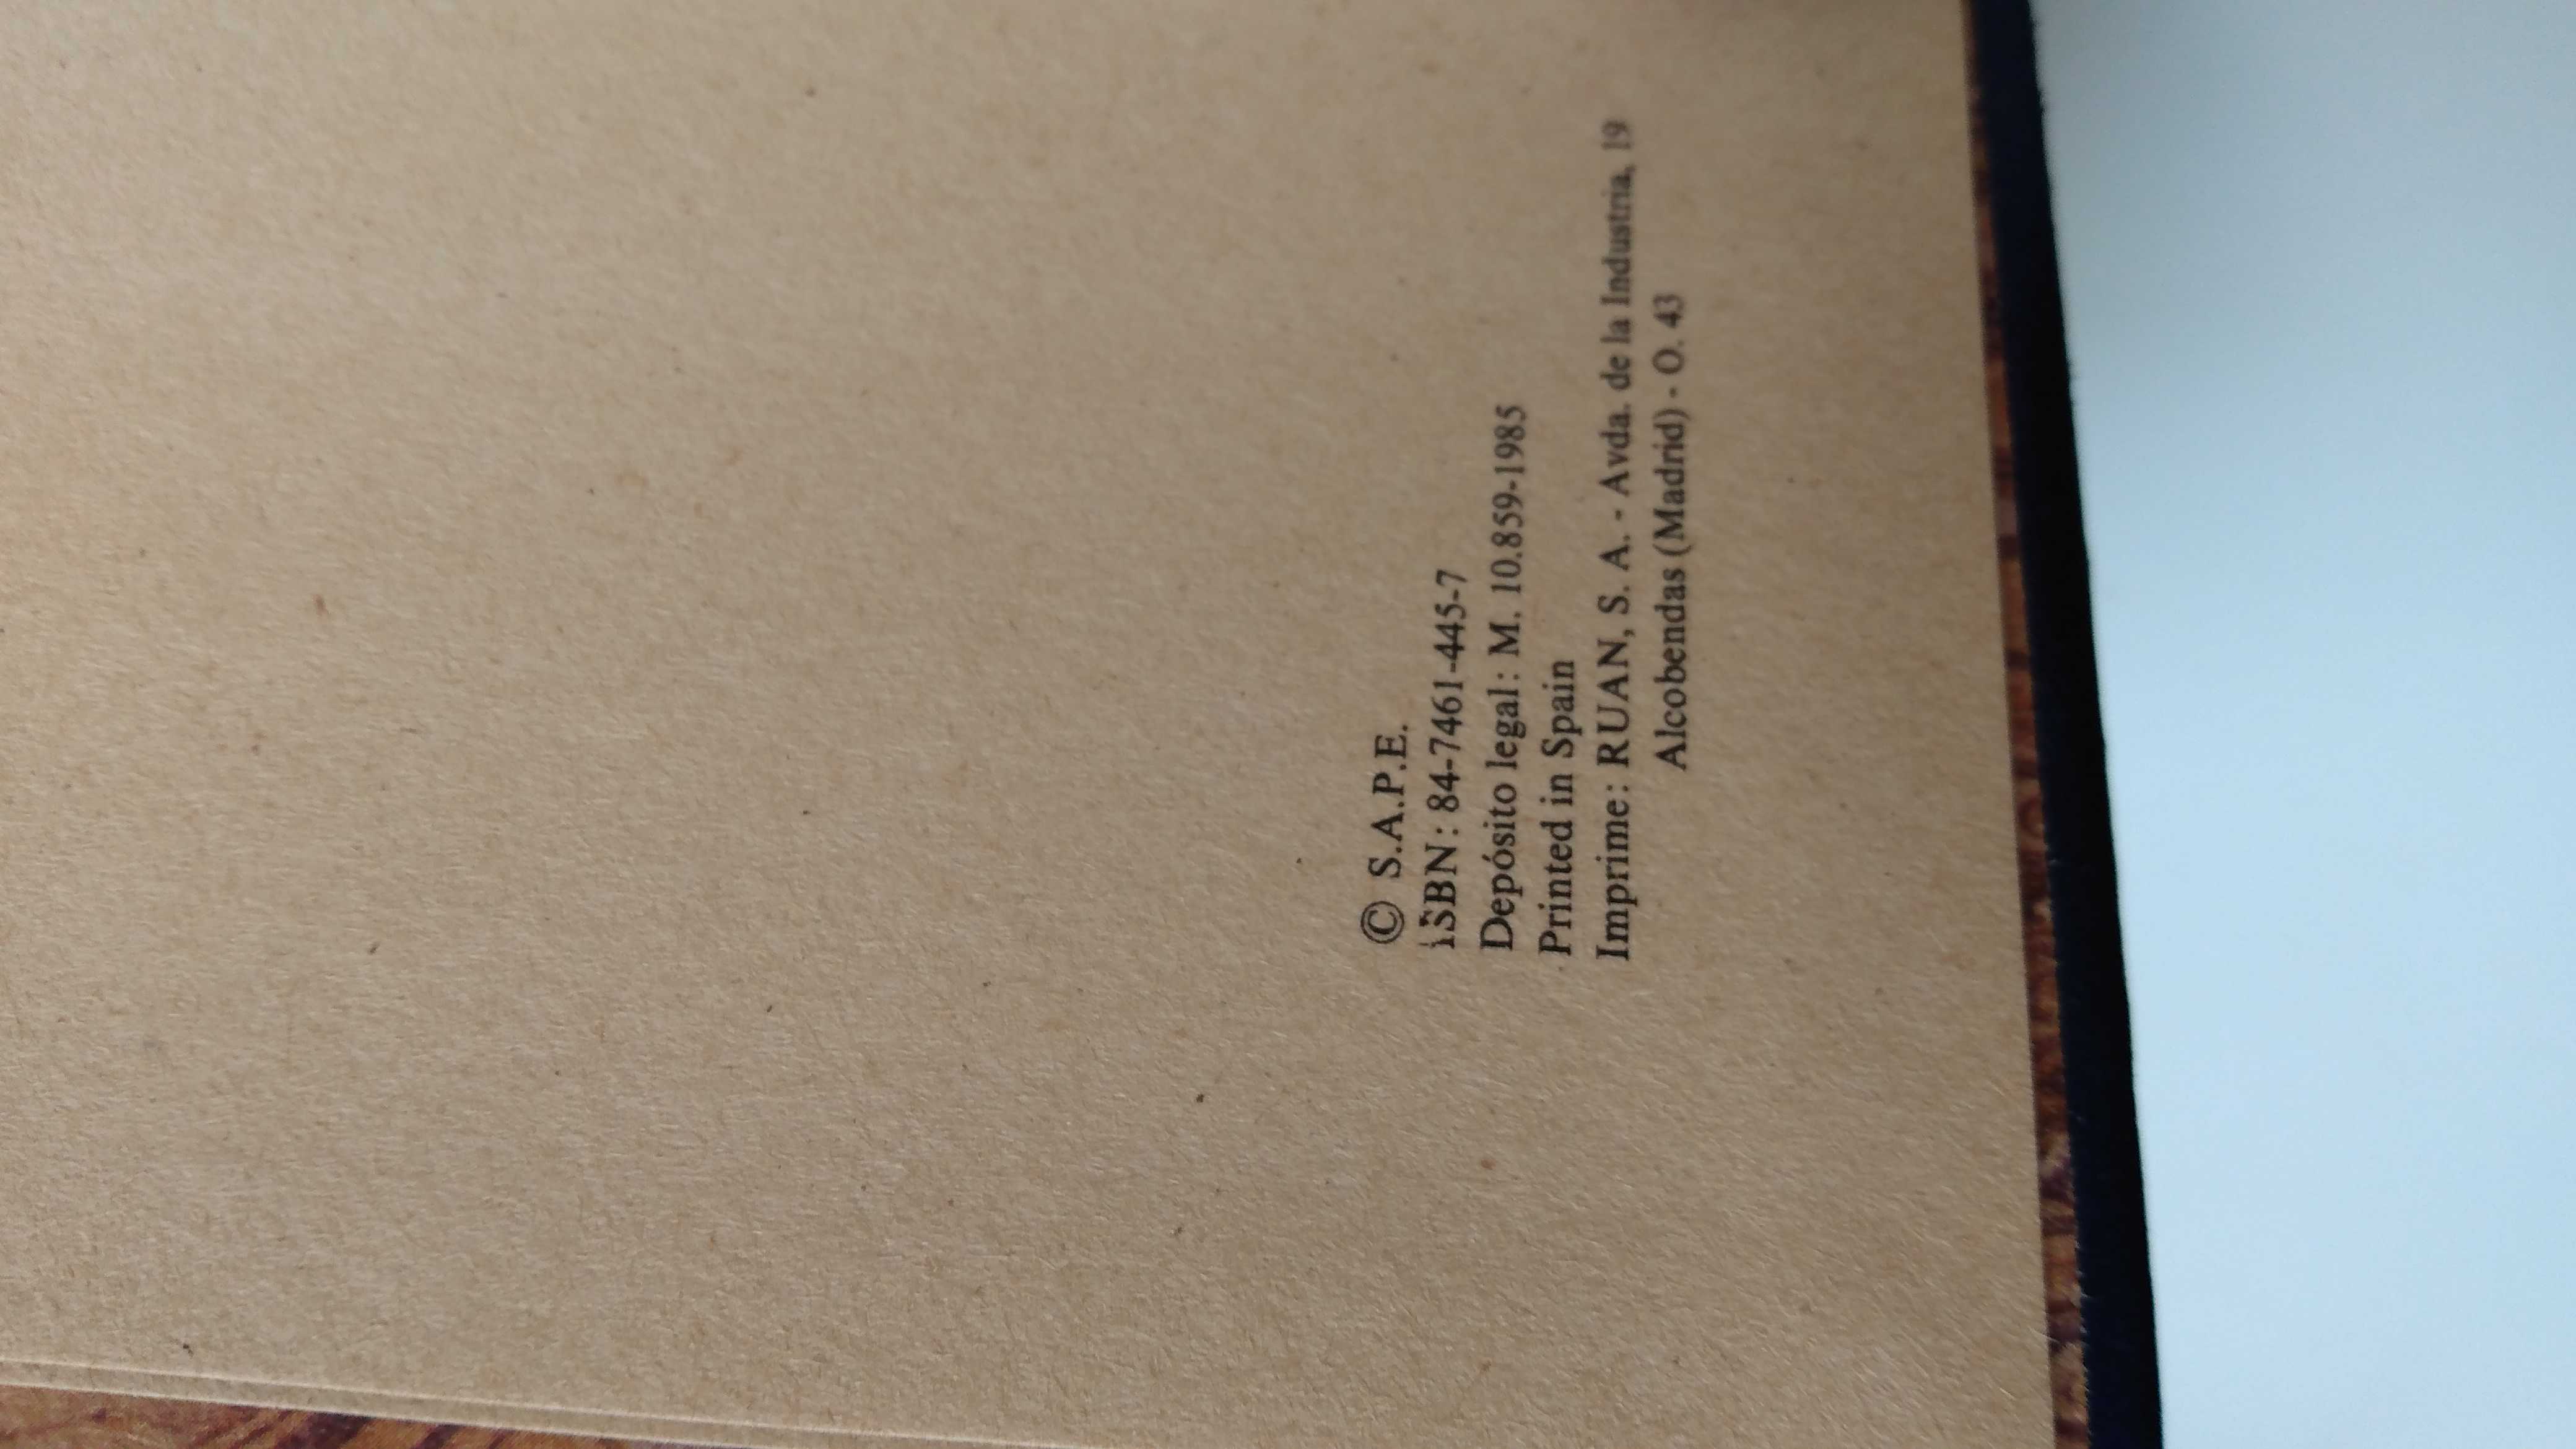 © S.A.P.E.
ISBN: 84-7461-445-7
Depósito legal: M. 10.859-1985
Printed in Spain
Imprime: RUAN, S. A. - Avda. de la Industria, 19
Alcobendas (Madrid) - O. 43